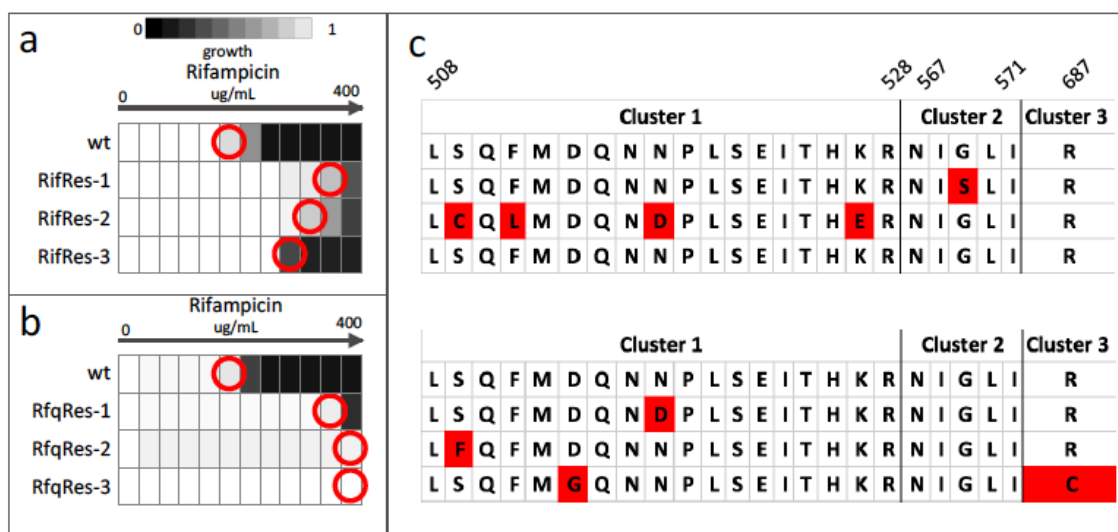 a
0 1
growth
Rifampicin
ug/mL
0 400
wt
RifRes-1
RifRes-2
RifRes-3
b
Rifampicin
ug/mL
0 400
wt
RfqRes-1
RfqRes-2
RfqRes-3
c
508 528 567 571 687
Cluster 1 Cluster 2 Cluster 3
L S Q F M D Q N N P L S E I T H K R N I G L I R
L S Q F M D Q N N P L S E I T H K R N I S L I R
L C Q L M D Q N D P L S E I T H E R N I G L I R
L S Q F M D Q N N P L S E I T H K R N I G L I R
Cluster 1 Cluster 2 Cluster 3
L S Q F M D Q N N P L S E I T H K R N I G L I R
L S Q F M D Q N D P L S E I T H K R N I G L I R
L F Q F M D Q N N P L S E I T H K R N I G L I R
L S Q F M G Q N N P L S E I T H K R N I G L I C